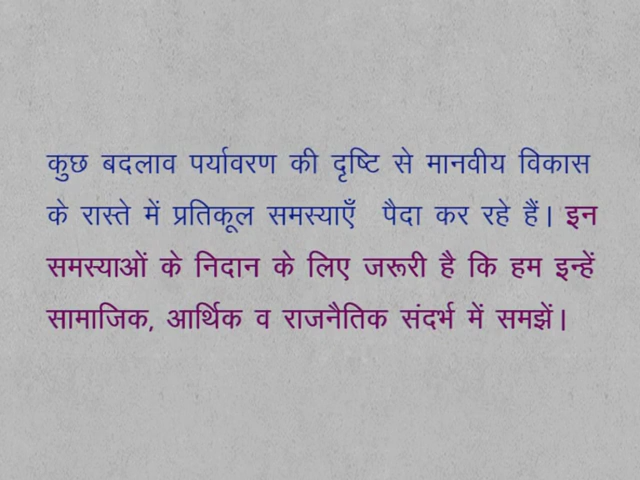 कुछ बदलाव पर्यावरण की दृष्टि से मानवीय विकास
के रास्ते में प्रतिकूल समस्याएँ पैदा कर रहे हैं। इन
समस्याओं के निदान के लिए जरूरी है कि हम इन्हें
सामाजिक, आर्थिक व राजनैतिक संदर्भ में समझें।